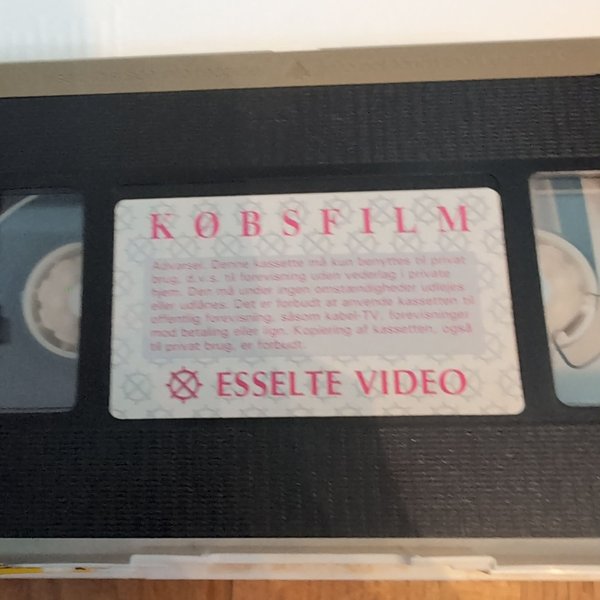 KØBSFILM
Advarsel. Denne kassette må kun benyttes til privat
brug, d.v.s. til forevisning uden vederlag i private
hjem. Den må under ingen omstændigheder udlejes
eller udlånes. Det er forbudt at anvende kassetten til
offentlig forevisning, såsom kabel-TV, forevisninger
mod betaling eller lign. Kopiering af kassetten, også
til privat brug, er forbudt.
ESSELTE VIDEO